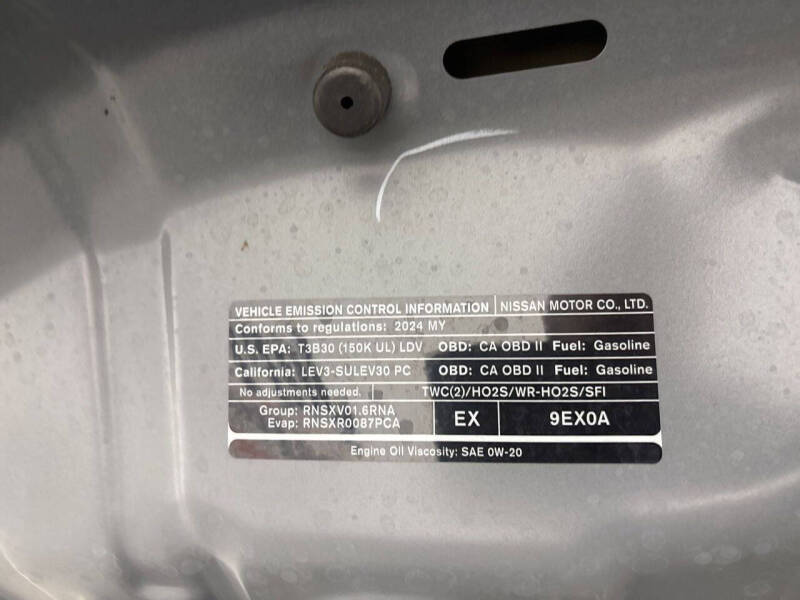 VEHICLE EMISSION CONTROL INFORMATION NISSAN MOTOR CO., LTD.
Conforms to regulations: 2024 MY
U.S. EPA: T3B30 (150K UL) LDV OBD: CA OBD II Fuel: Gasoline
California: LEV3-SULEV30 PC OBD: CA OBD II Fuel: Gasoline
No adjustments needed. TWC(2)/HO2S/WR-HO2S/SFI
Group: RNSXV01.6RNA
Evap: RNSXR0087PCA
EX 9EX0A
Engine Oil Viscosity: SAE 0W-20